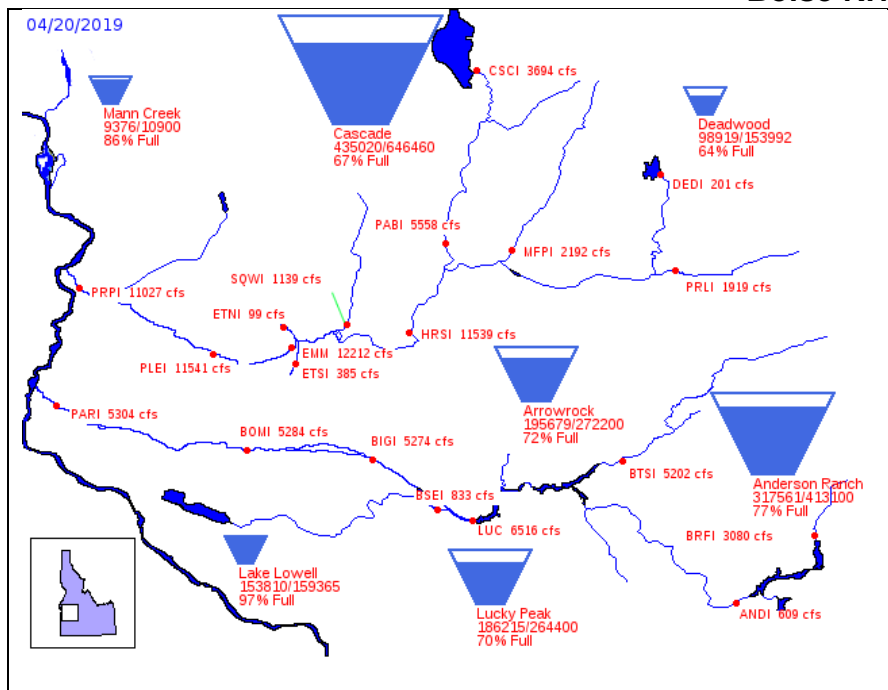 04/20/2019
CSCI 3694 cfs
Mann Creek
9376/10900
86% Full
Cascade
435020/646460
67% Full
Deadwood
98919/153992
64% Full
DEDI 201 cfs
PABI 5558 cfs
MFPI 2192 cfs
SQWI 1139 cfs
PRPI 11027 cfs
PRLI 1919 cfs
ETNI 99 cfs
HRSI 11539 cfs
EMM 12212 cfs
PLEI 11541 cfs
ETSI 385 cfs
Arrowrock
195679/272200
72% Full
PARI 5304 cfs
BOMI 5284 cfs
BIGI 5274 cfs
BTSI 5202 cfs
Anderson Ranch
317561/413100
77% Full
BSEI 833 cfs
LUC 6516 cfs
BRFI 3080 cfs
Lake Lowell
153810/159365
97% Full
Lucky Peak
186215/264400
70% Full
ANDI 609 cfs